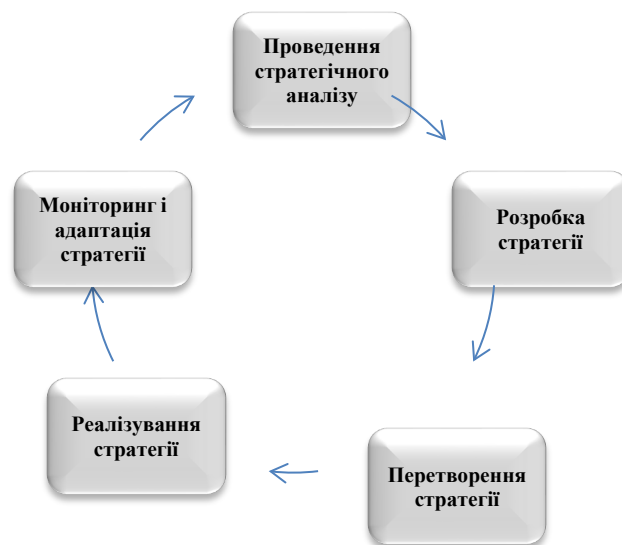 Проведення
стратегічного
аналізу
Розробка
стратегії
Перетворення
стратегії
Реалізування
стратегії
Моніторинг і
адаптація
стратегії